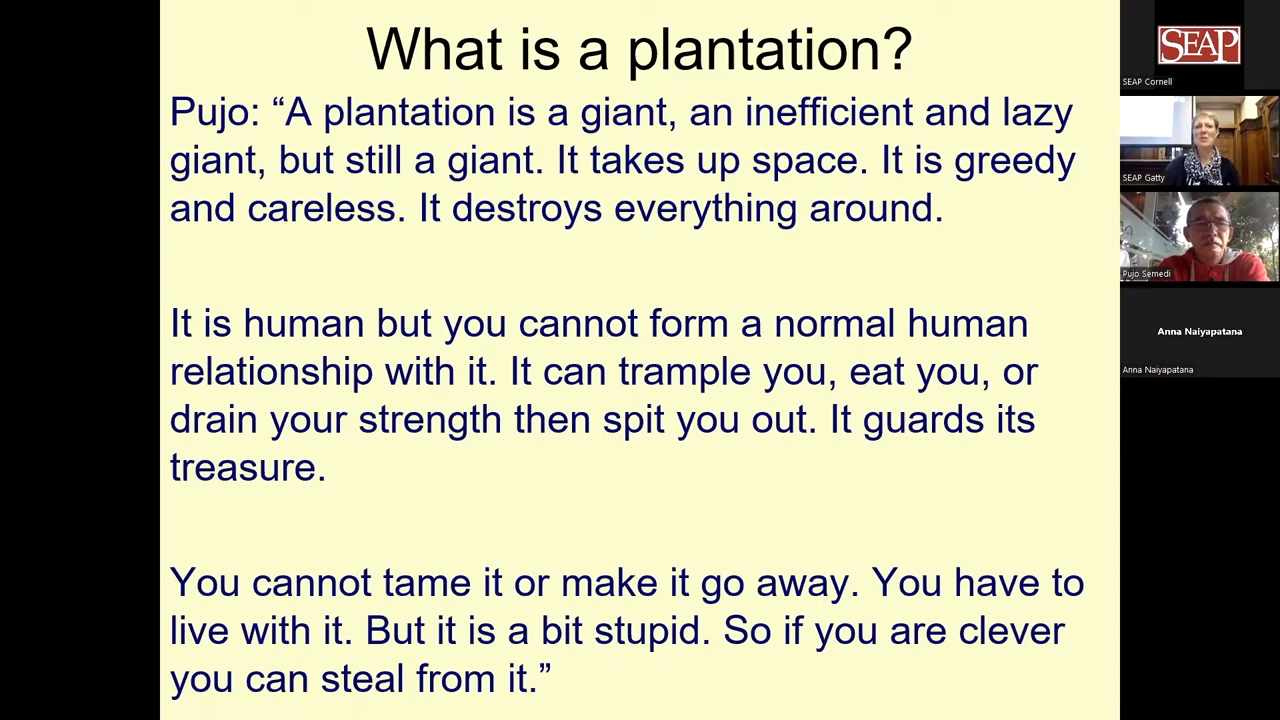 What is a plantation?
Pujo: “A plantation is a giant, an inefficient and lazy
giant, but still a giant. It takes up space. It is greedy
and careless. It destroys everything around.
It is human but you cannot form a normal human
relationship with it. It can trample you, eat you, or
drain your strength then spit you out. It guards its
treasure.
You cannot tame it or make it go away. You have to
live with it. But it is a bit stupid. So if you are clever
you can steal from it.”
SEAP
SEAP Cornell
SEAP Gatty
Pujo Semedi
Anna Naiyapatana
Anna Naiyapatana